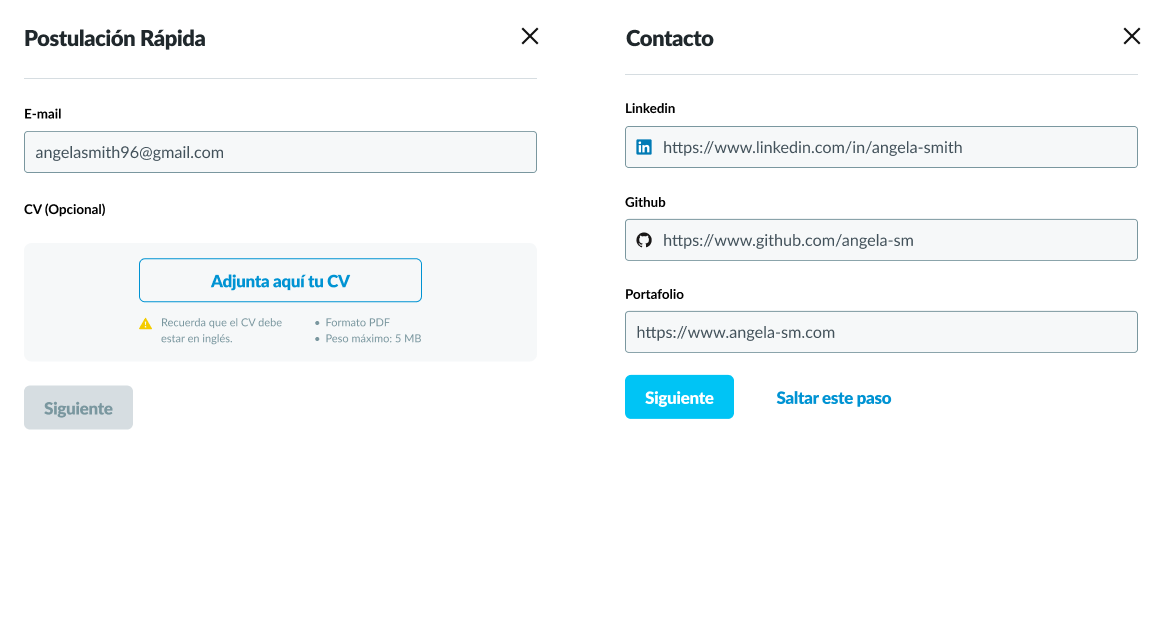 Postulación Rápida
E-mail
angelasmith96@gmail.com
CV (Opcional)
Adjunta aquí tu CV
Recuerda que el CV debe
estar en inglés.
• Formato PDF
• Peso máximo: 5 MB
Siguiente
Contacto
Linkedin
in https://www.linkedin.com/in/angela-smith
Github
https://www.github.com/angela-sm
Portafolio
https://www.angela-sm.com
Siguiente
Saltar este paso